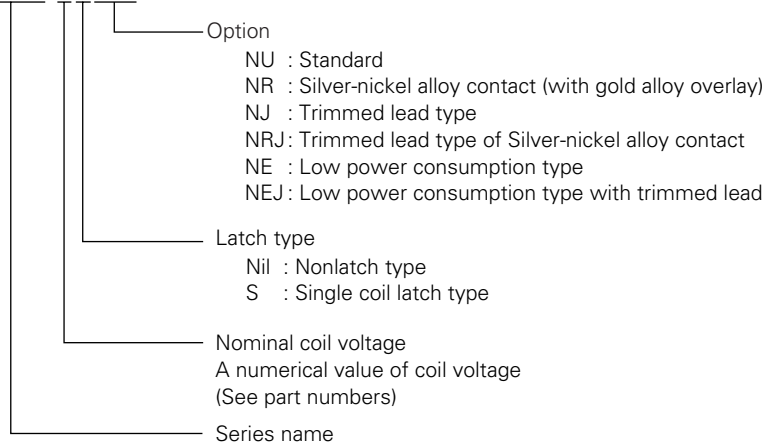 Option
NU : Standard
NR : Silver-nickel alloy contact (with gold alloy overlay)
NJ : Trimmed lead type
NRJ : Trimmed lead type of Silver-nickel alloy contact
NE : Low power consumption type
NEJ : Low power consumption type with trimmed lead
Latch type
Nil : Nonlatch type
S : Single coil latch type
Nominal coil voltage
A numerical value of coil voltage
(See part numbers)
Series name